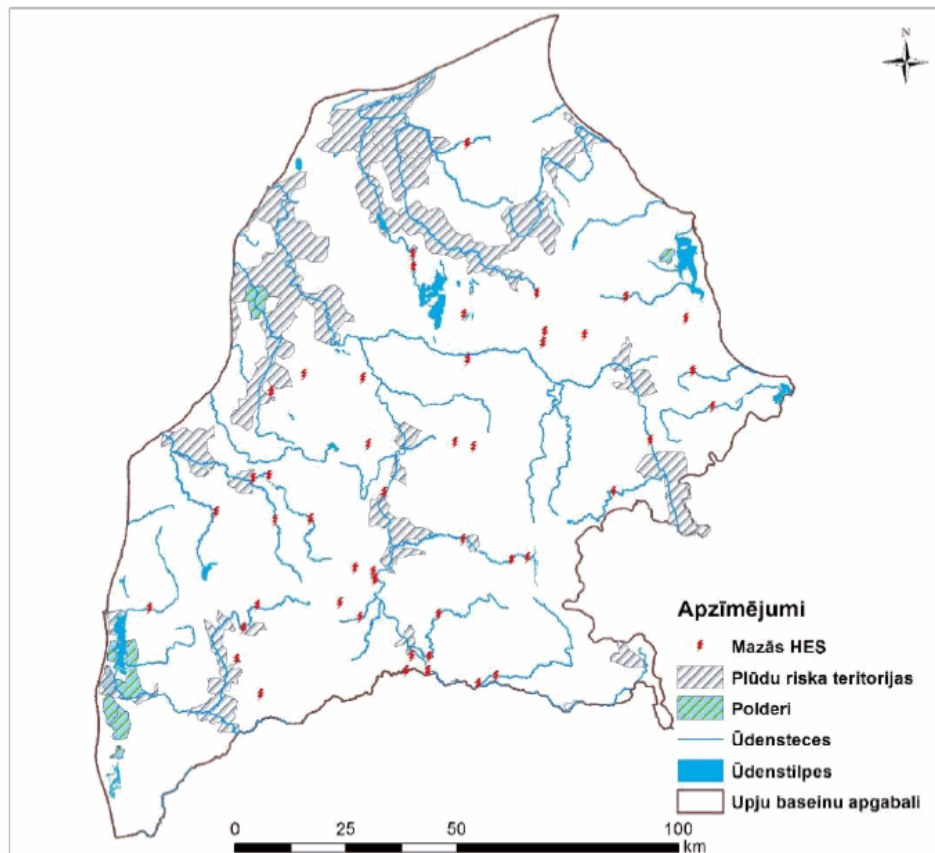 N
Apzīmējumi
Mazās HES
Plūdu riska teritorijas
Polderi
Ūdensteces
Ūdenstilpes
Upju baseinu apgabali
0 25 50 100
km